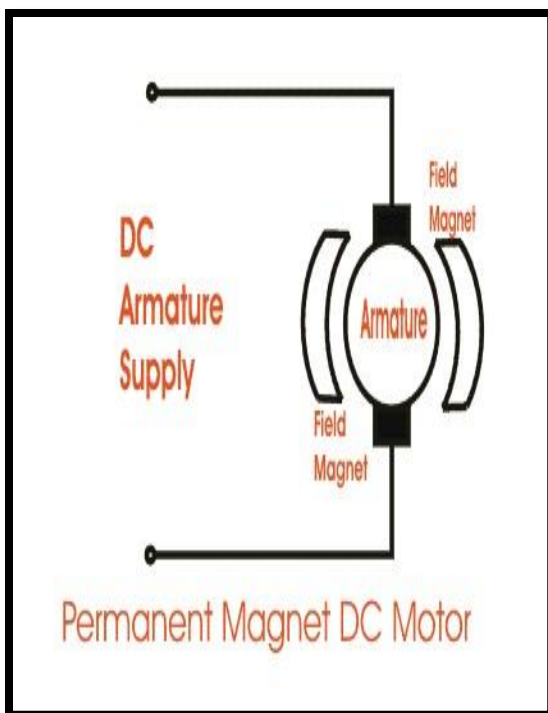 Field
Magnet
DC
Armature
Supply
Armature
Field
Magnet
Permanent Magnet DC Motor